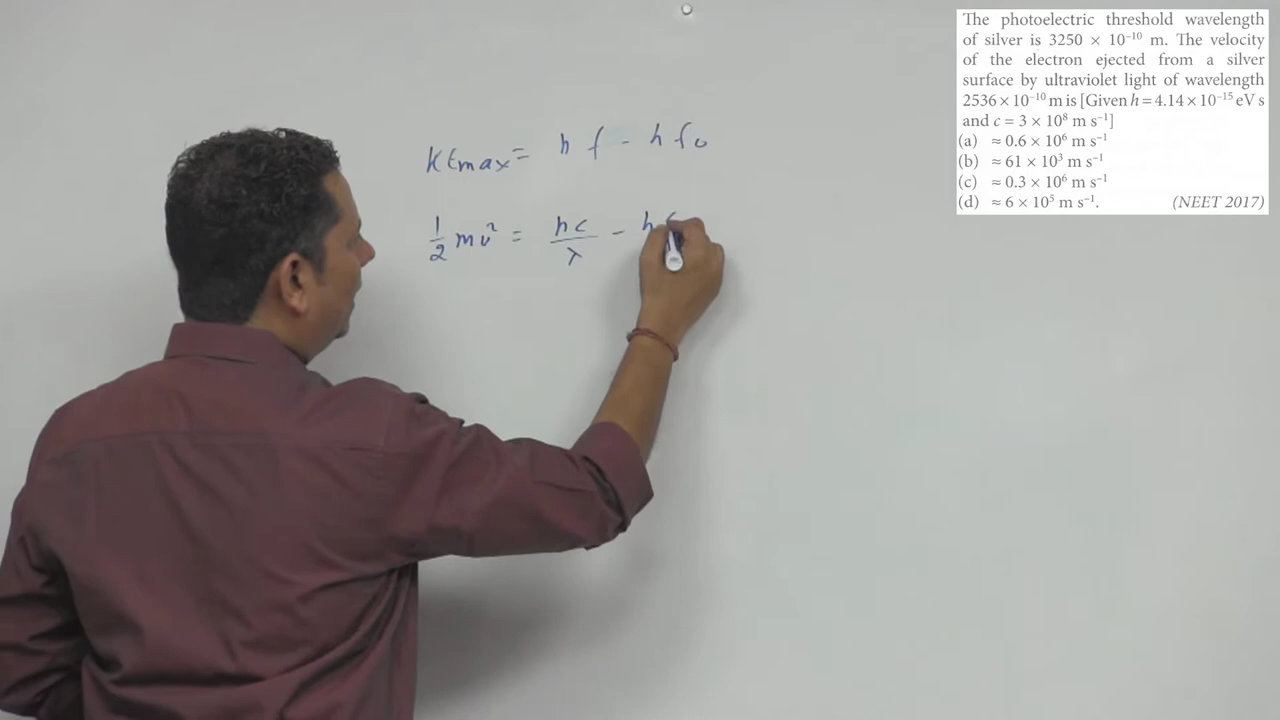 The photoelectric threshold wavelength
of silver is 3250 × 10⁻¹⁰ m. The velocity
of the electron ejected from a silver
surface by ultraviolet light of wavelength
2536 × 10⁻¹⁰ m is [Given h = 4.14 × 10⁻¹⁵ eV s
and c = 3 × 10⁸ m s⁻¹]
(a) ≈ 0.6 × 10⁶ m s⁻¹
(b) ≈ 61 × 10³ m s⁻¹
(c) ≈ 0.3 × 10⁶ m s⁻¹
(d) ≈ 6 × 10⁵ m s⁻¹. (NEET 2017)
KEmax = hf - hf₀
1/2 mv² = hc/λ - hc